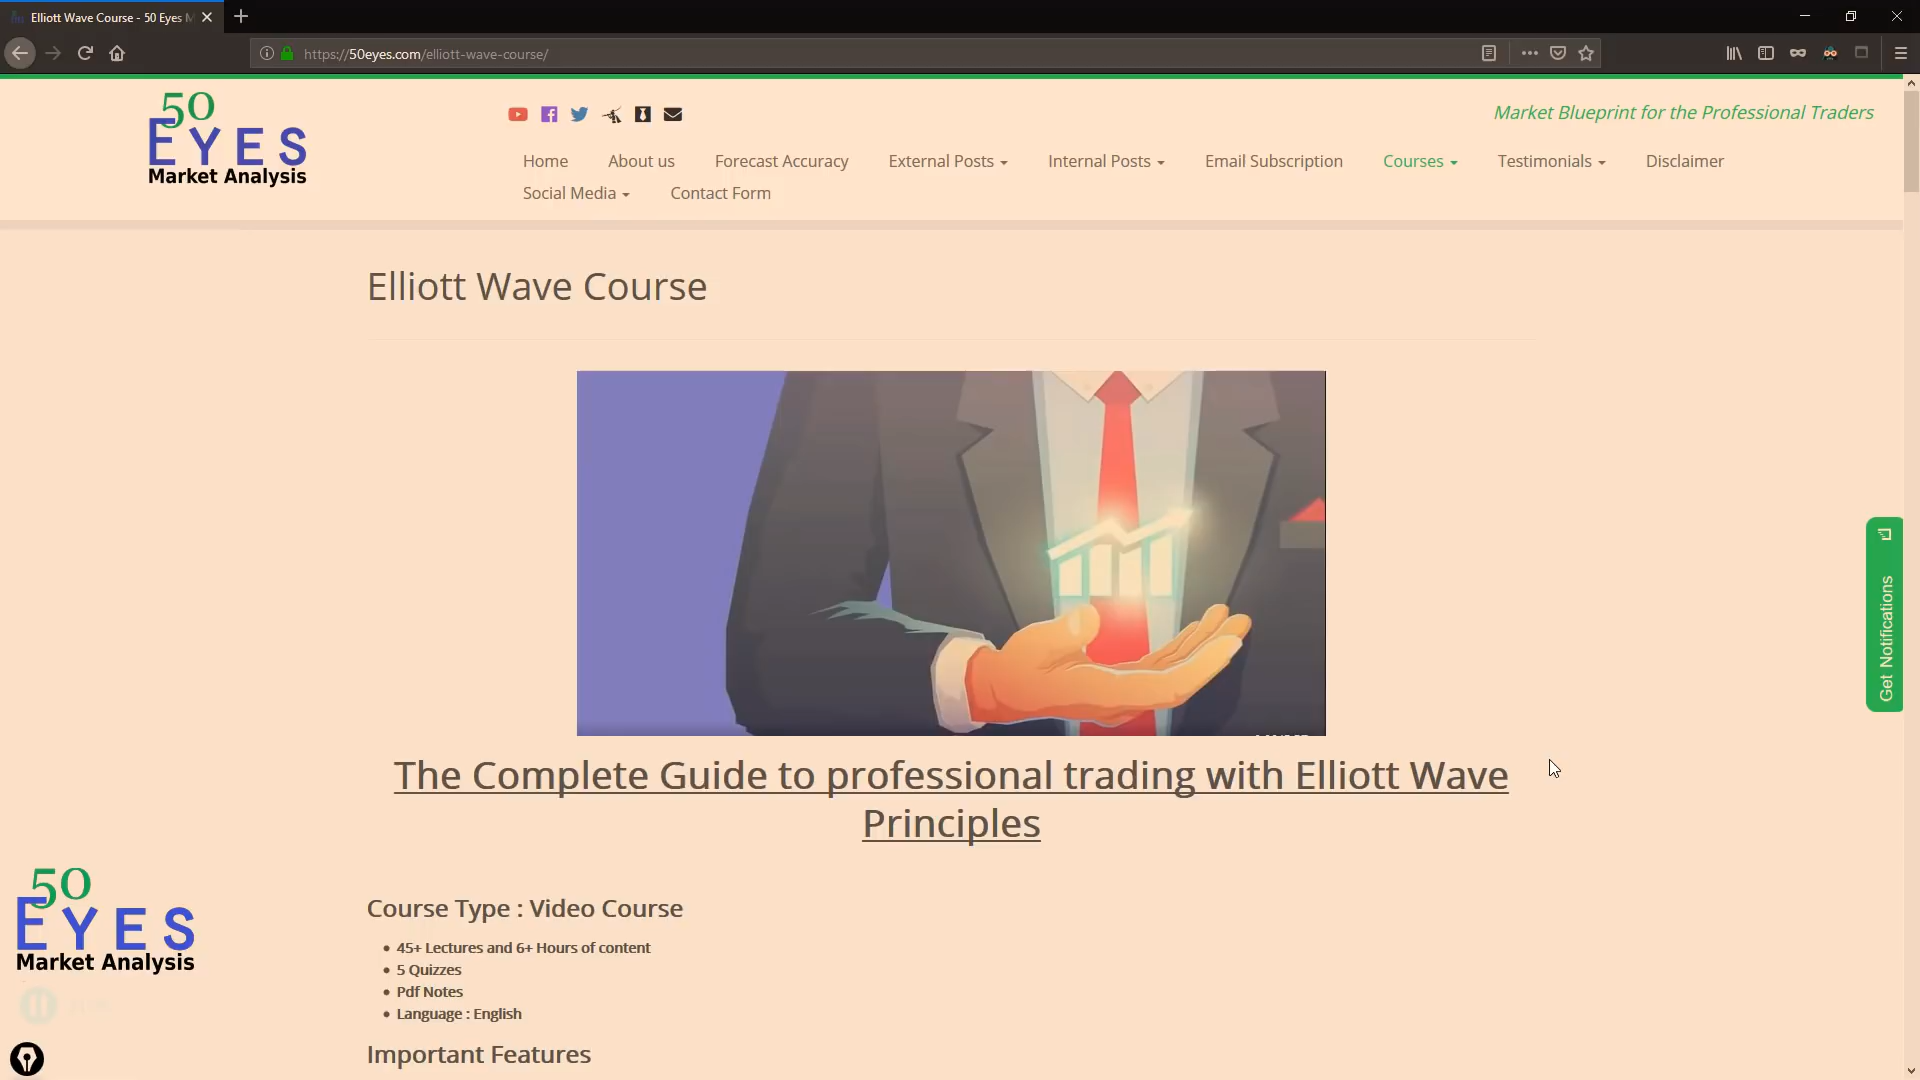 Elliott Wave Course - 50 Eyes M
https://50eyes.com/elliott-wave-course/
50
EYES
Market Analysis
Market Blueprint for the Professional Traders
Home About us Forecast Accuracy External Posts Internal Posts Email Subscription Courses Testimonials Disclaimer
Social Media Contact Form
Elliott Wave Course
Get Notifications
The Complete Guide to professional trading with Elliott Wave
Principles
50
EYES
Market Analysis
Course Type : Video Course
45+ Lectures and 6+ Hours of content
5 Quizzes
Pdf Notes
Language : English
Important Features